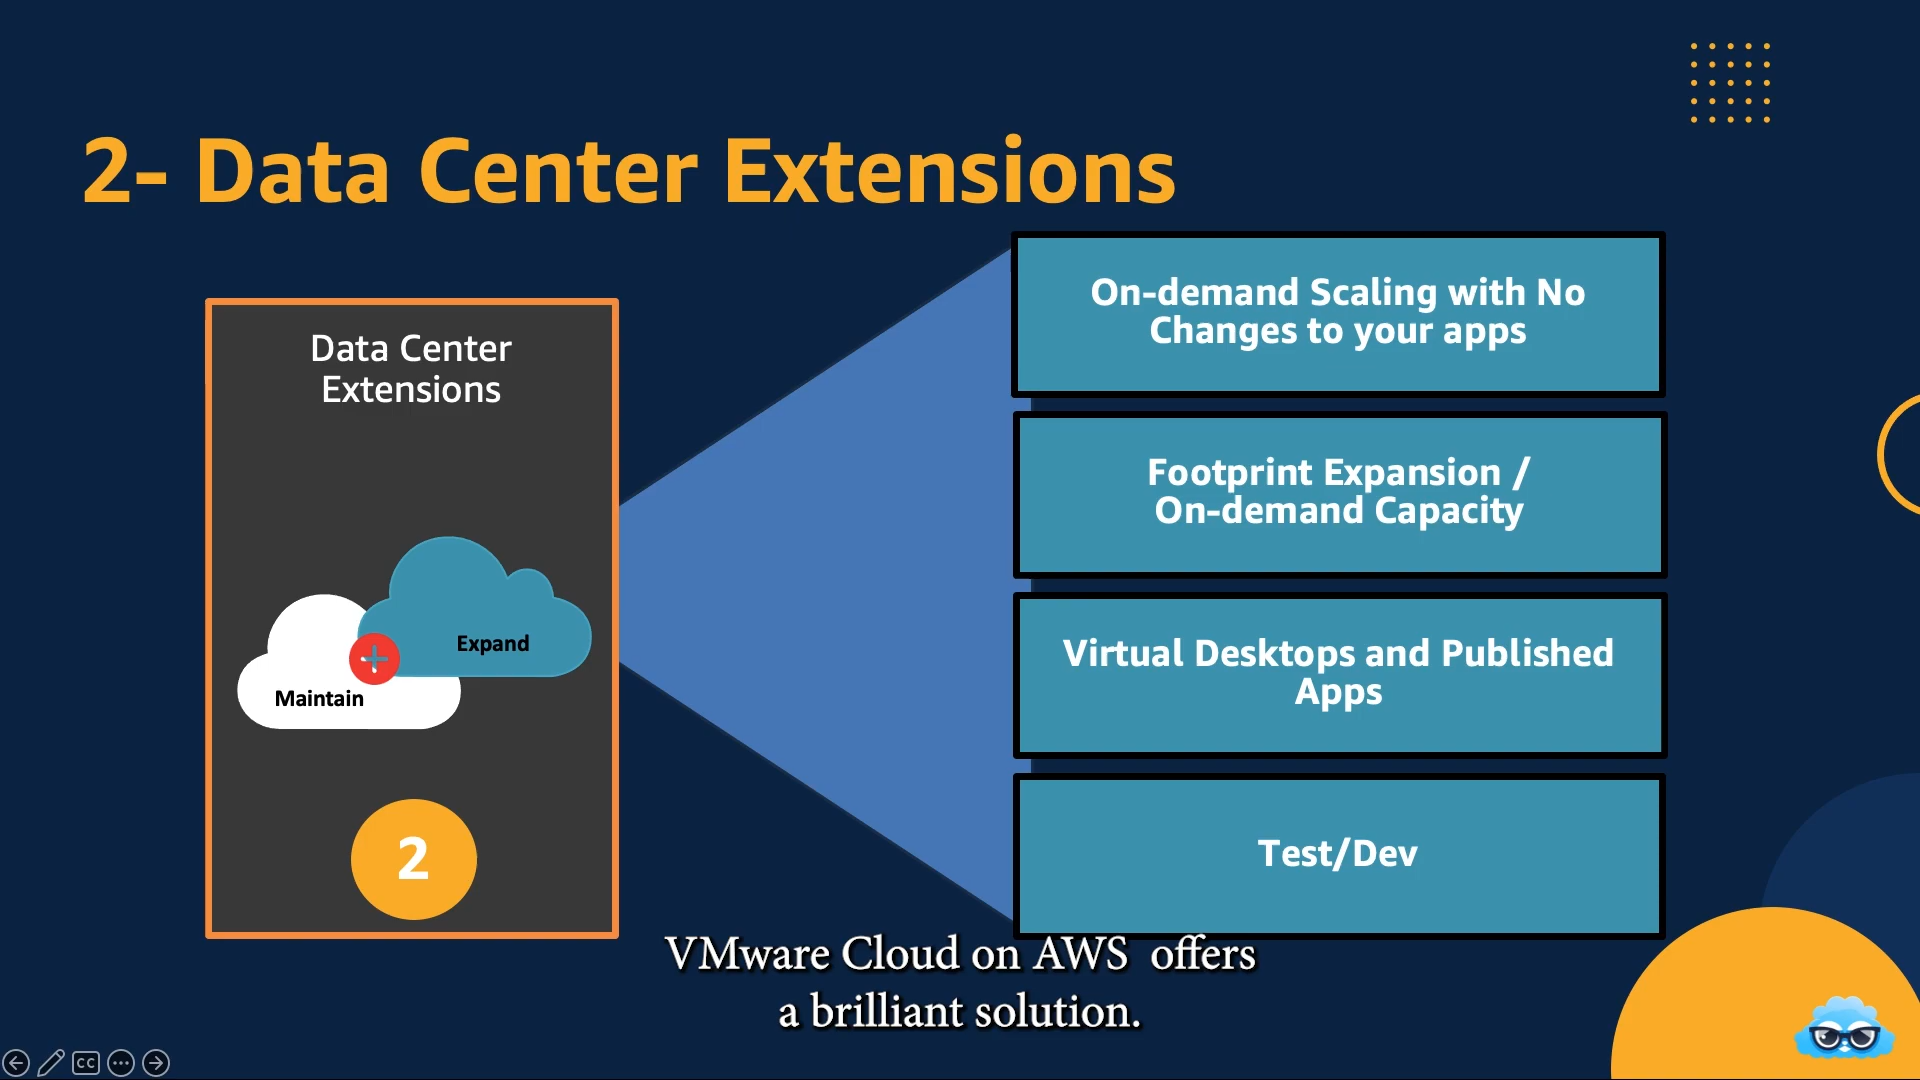 2- Data Center Extensions
Data Center
Extensions
Expand
Maintain
2
On-demand Scaling with No
Changes to your apps
Footprint Expansion /
On-demand Capacity
Virtual Desktops and Published
Apps
Test/Dev
VMware Cloud on AWS offers
a brilliant solution.
CC